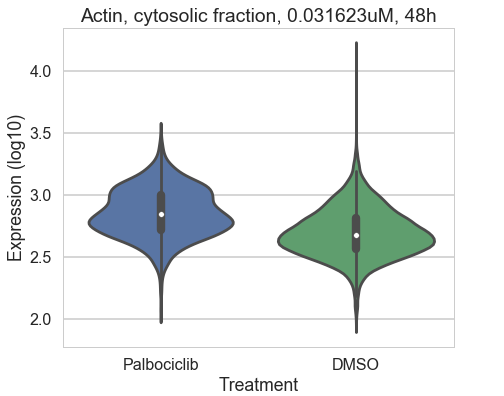 Actin, cytosolic fraction, 0.031623uM, 48h
Expression (log10)
4.0
3.5
3.0
2.5
2.0
Palbociclib DMSO
Treatment